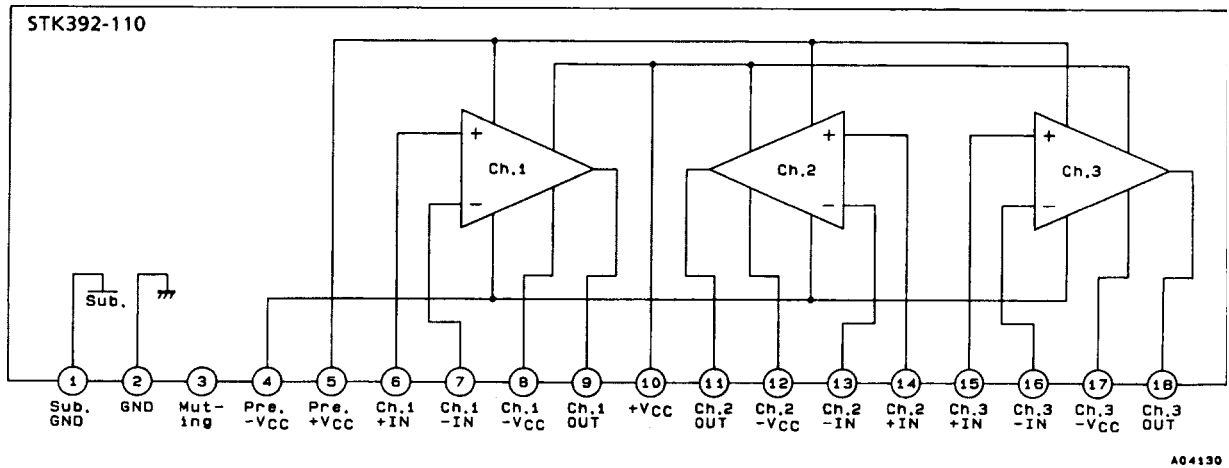 STK392-110
+
Ch.1
−
+
Ch.2
−
+
Ch.3
−
Sub.
1 2 3 4 5 6 7 8 9 10 11 12 13 14 15 16 17 18
Sub. GND
GND
Mut-
ing
Pre.
-VCC
Pre.
+VCC
Ch.1
+IN
Ch.1
-IN
Ch.1
-VCC
Ch.1
OUT
+VCC
Ch.2
OUT
Ch.2
-VCC
Ch.2
-IN
Ch.2
+IN
Ch.3
+IN
Ch.3
-IN
Ch.3
-VCC
Ch.3
OUT
A04130